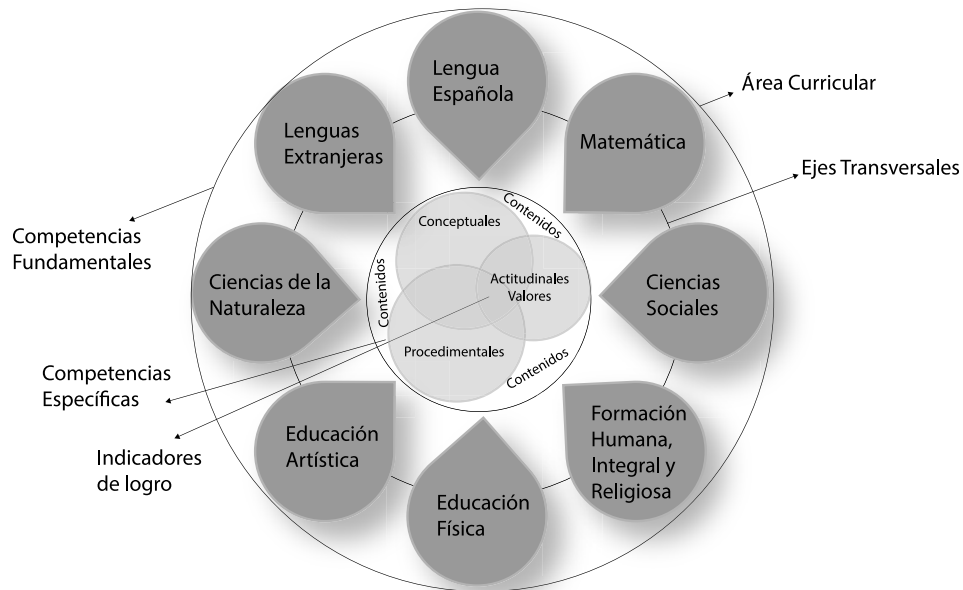 Lengua
Española
Lenguas
Extranjeras
Matemática
Área Curricular
Ejes Transversales
Competencias
Fundamentales
Conceptuales
Contenidos
Contenidos
Actitudinales
Valores
Ciencias de la
Naturaleza
Ciencias
Sociales
Procedimentales
Contenidos
Competencias
Específicas
Indicadores
de logro
Educación
Artística
Formación
Humana,
Integral y
Religiosa
Educación
Física